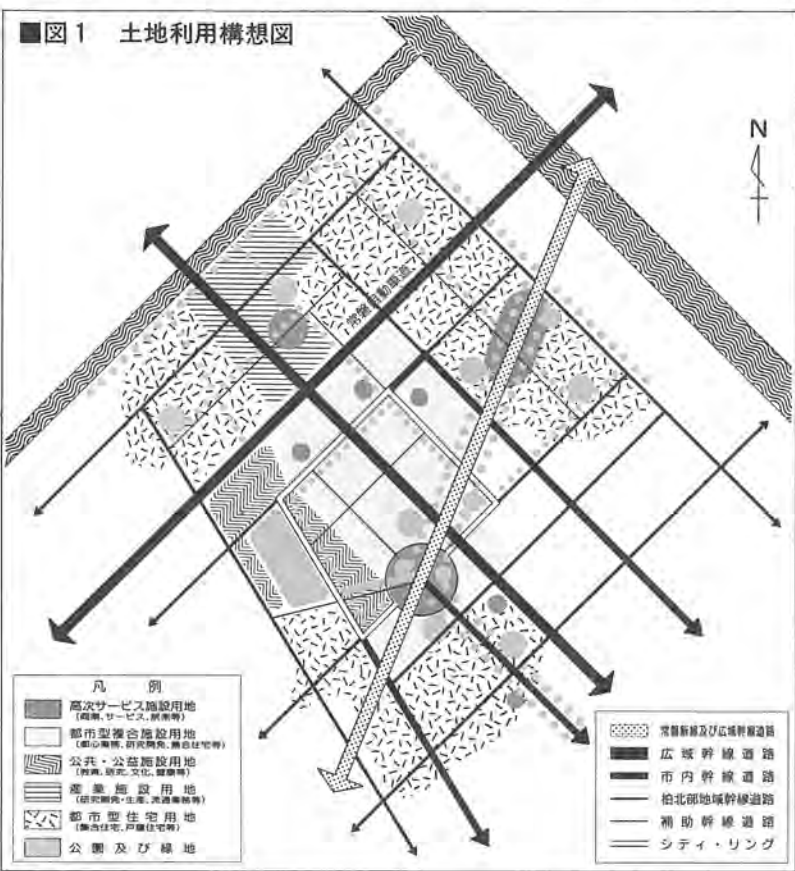 ■図1 土地利用構想図
N
常磐自動車道
凡例
高次サービス施設用地
(商業、サービス、娯楽等)
都市型複合施設用地
(都心業務、研究開発、集合住宅等)
公共・公益施設用地
(教育、研究、文化、健康等)
産業施設用地
(研究開発・生産、流通業務等)
都市型住宅用地
(集合住宅、戸建住宅等)
公園及び緑地
常磐新線及び広域幹線道路
広域幹線道路
市内幹線道路
柏北部地域幹線道路
補助幹線道路
シティ・リング